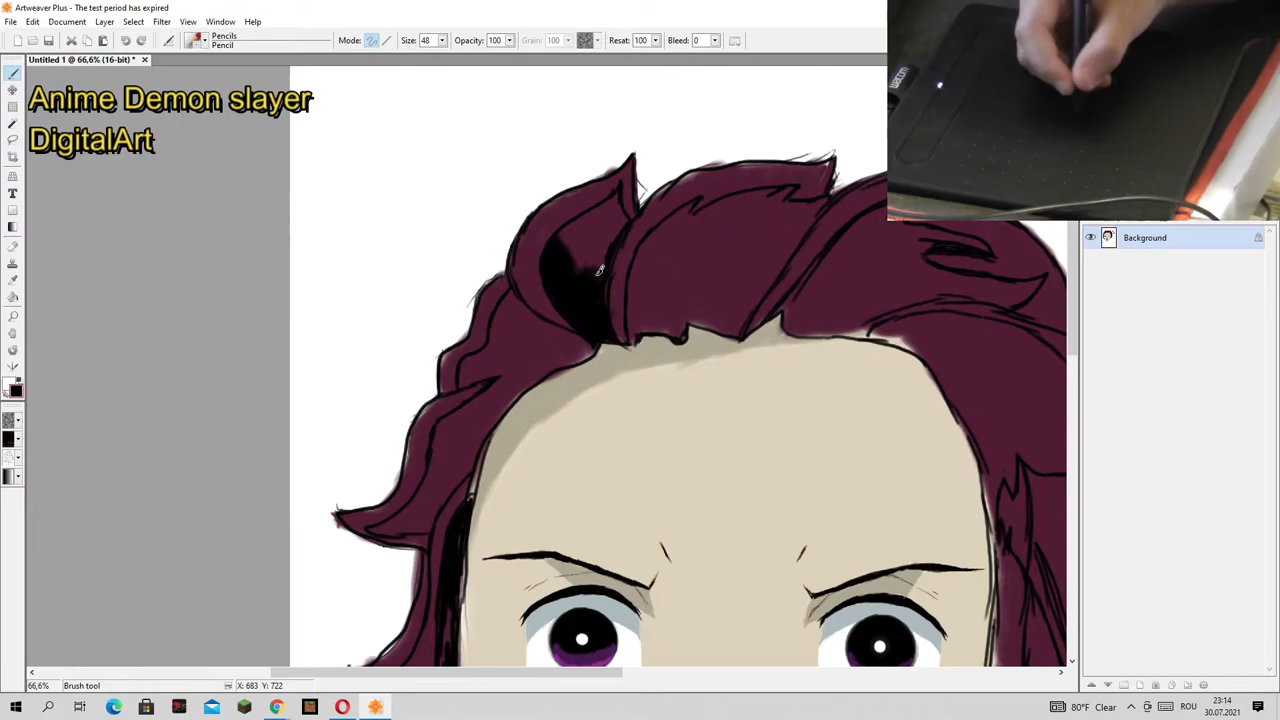 Artweaver Plus - The test period has expired
File Edit Document Layer Select Filter View Window Help
Pencils
Pencil
Mode: Size: 48 Opacity: 100 Grain: 100 Resat: 100 Bleed: 0
Untitled 1 @ 66,6% (16-bit) *
Anime Demon slayer
DigitalArt
wacom
Background
66,6% Brush tool X: 683 Y: 722
80°F Clear ROU 23:14
30.07.2021